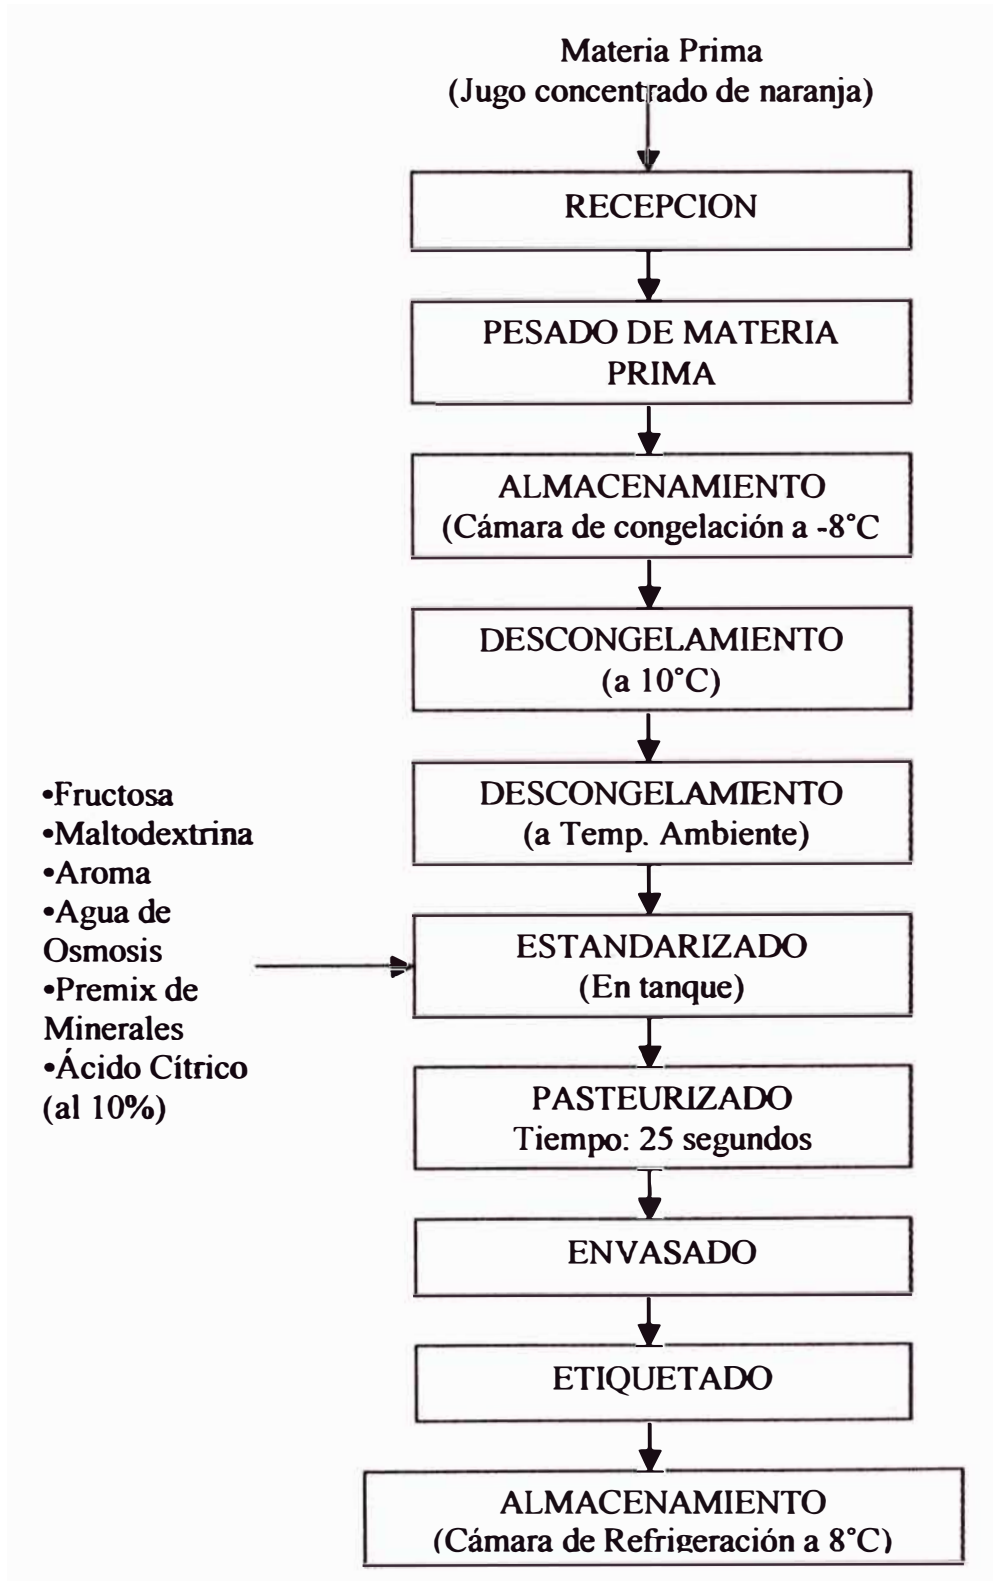 Materia Prima
(Jugo concentrado de naranja)
RECEPCION
PESADO DE MATERIA
PRIMA
ALMACENAMIENTO
(Cámara de congelación a -8°C
DESCONGELAMIENTO
(a 10°C)
DESCONGELAMIENTO
(a Temp. Ambiente)
•Fructosa
•Maltodextrina
•Aroma
•Agua de
Osmosis
•Premix de
Minerales
•Ácido Cítrico
(al 10%)
ESTANDARIZADO
(En tanque)
PASTEURIZADO
Tiempo: 25 segundos
ENVASADO
ETIQUETADO
ALMACENAMIENTO
(Cámara de Refrigeración a 8°C)